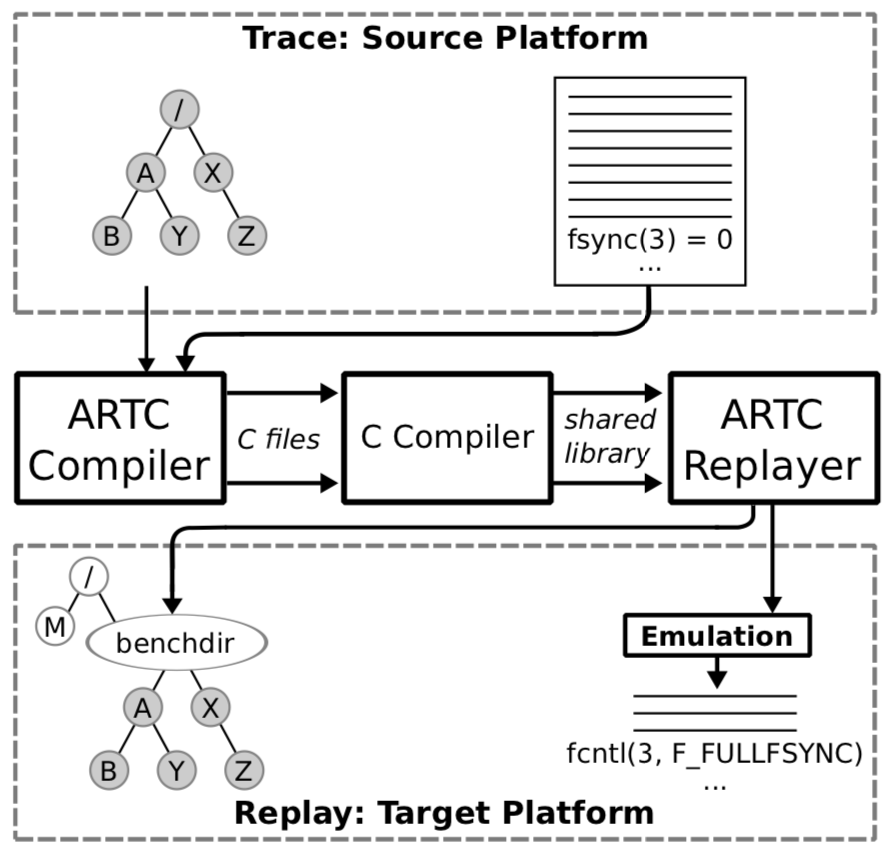 Trace: Source Platform
/
A X
B Y Z
fsync(3) = 0
...
ARTC
Compiler
C files
C Compiler
shared
library
ARTC
Replayer
/
M
benchdir
A X
B Y Z
Emulation
fcntl(3, F_FULLFSYNC)
...
Replay: Target Platform